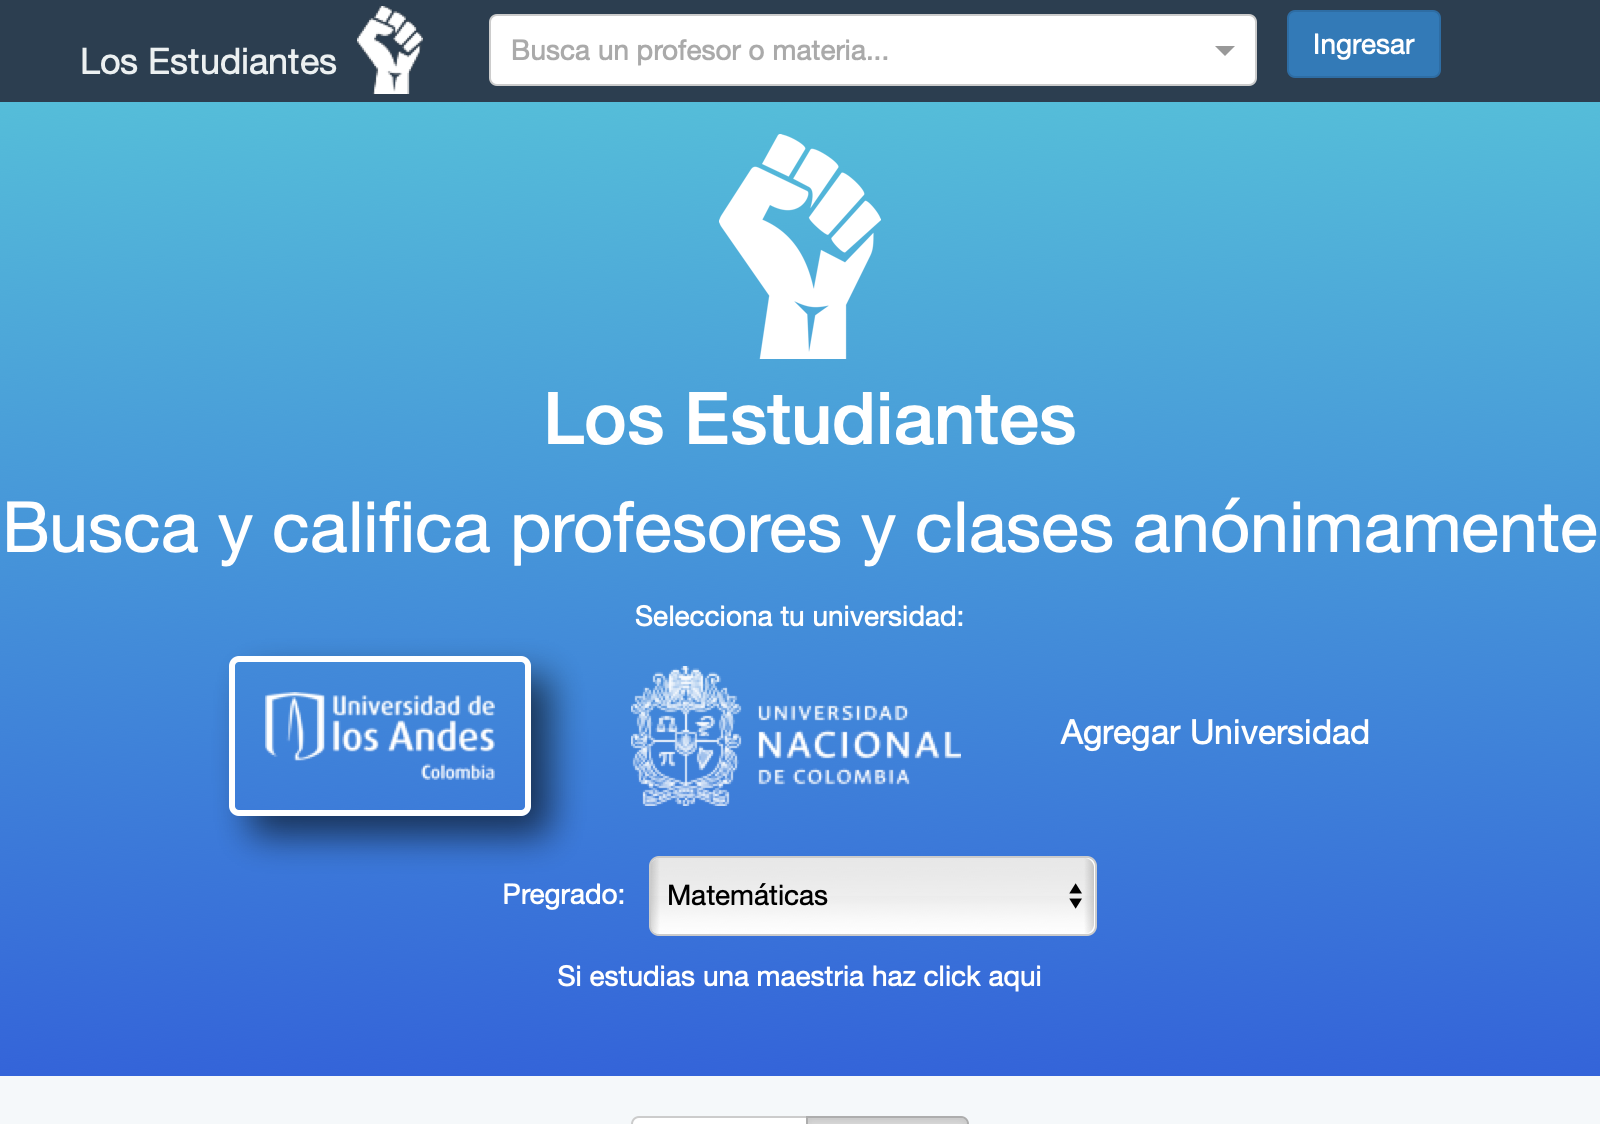 Los Estudiantes
Busca un profesor o materia...
Ingresar
Los Estudiantes
Busca y califica profesores y clases anónimamente
Selecciona tu universidad:
Universidad de
los Andes
Colombia
UNIVERSIDAD
NACIONAL
DE COLOMBIA
Agregar Universidad
Pregrado:
Matemáticas
Si estudias una maestria haz click aqui